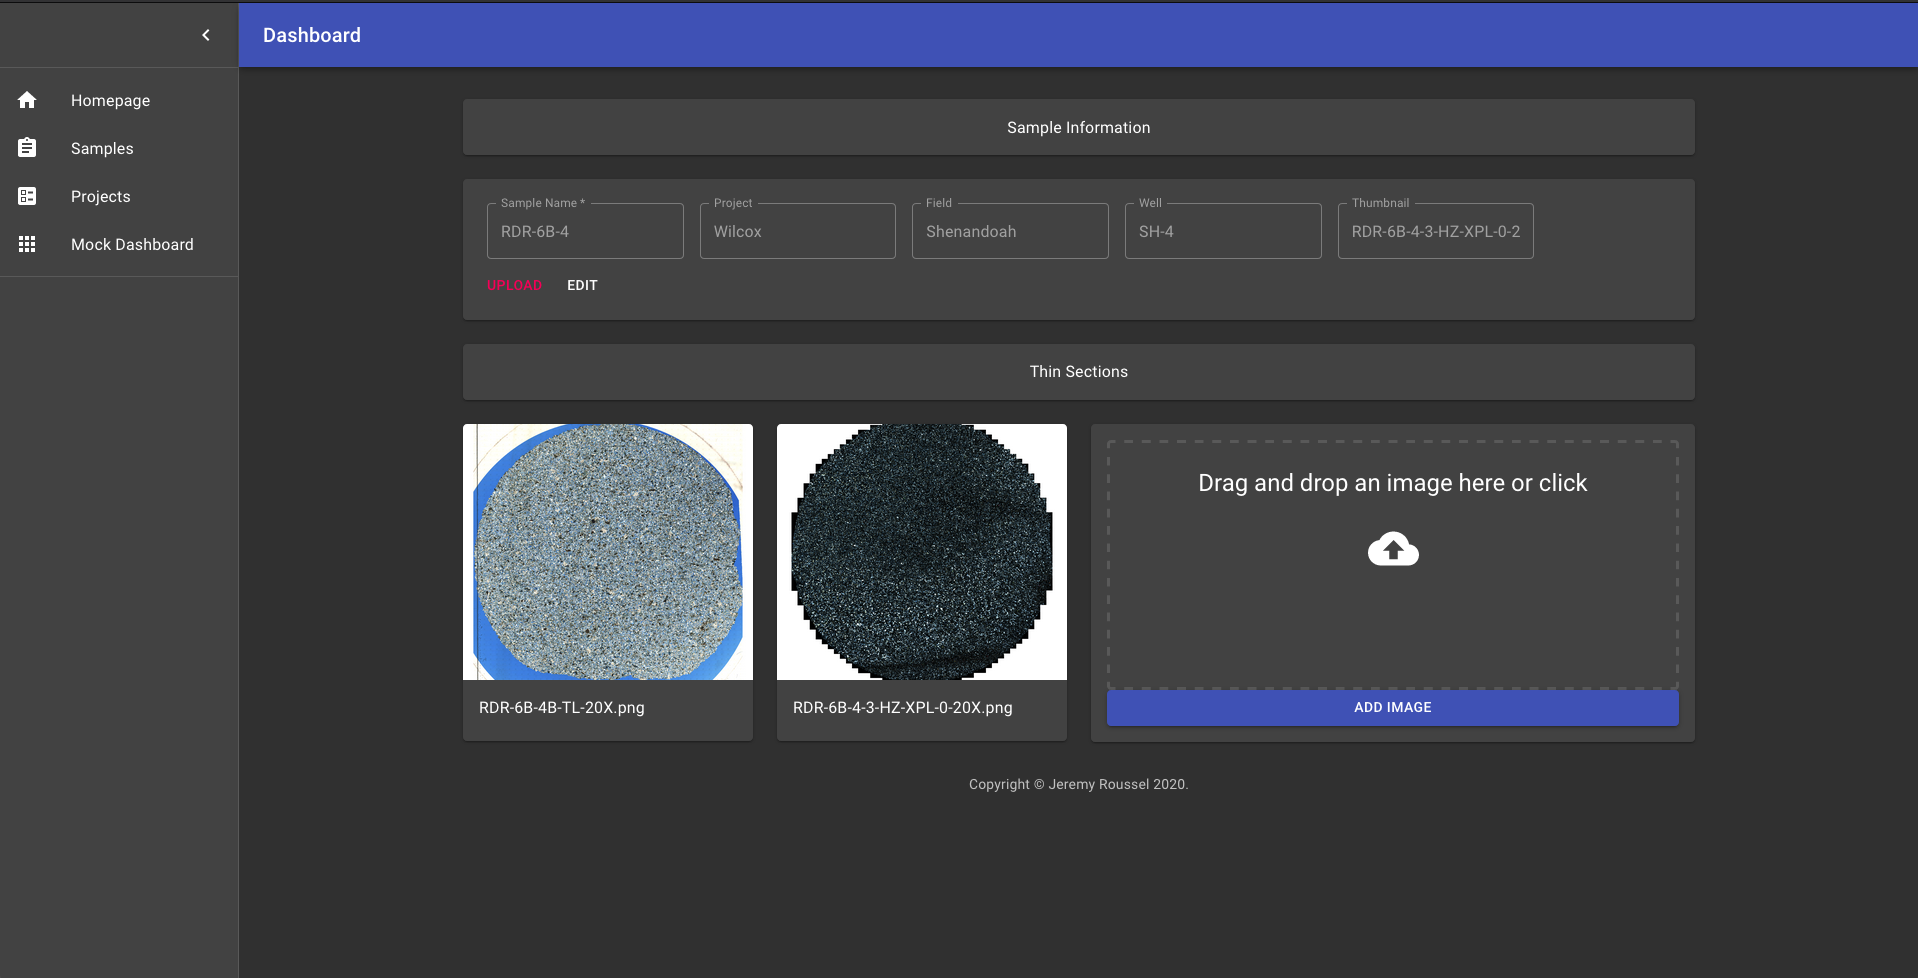 Dashboard
Homepage
Samples
Projects
Mock Dashboard
Sample Information
Sample Name *
RDR-6B-4
Project
Wilcox
Field
Shenandoah
Well
SH-4
Thumbnail
RDR-6B-4-3-HZ-XPL-0-2
UPLOAD
EDIT
Thin Sections
RDR-6B-4B-TL-20X.png
RDR-6B-4-3-HZ-XPL-0-20X.png
Drag and drop an image here or click
ADD IMAGE
Copyright © Jeremy Roussel 2020.